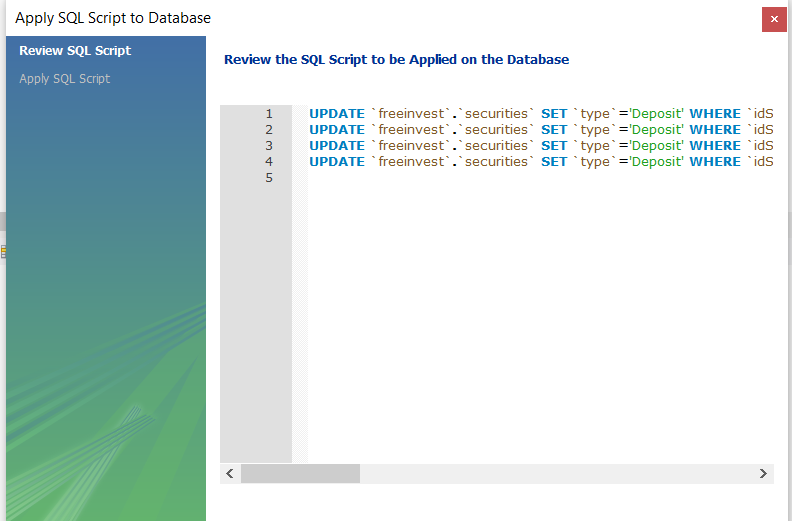 Apply SQL Script to Database
Review SQL Script
Apply SQL Script
Review the SQL Script to be Applied on the Database
1 UPDATE `freeinvest`.`securities` SET `type`='Deposit' WHERE `idS
2 UPDATE `freeinvest`.`securities` SET `type`='Deposit' WHERE `idS
3 UPDATE `freeinvest`.`securities` SET `type`='Deposit' WHERE `idS
4 UPDATE `freeinvest`.`securities` SET `type`='Deposit' WHERE `idS
5